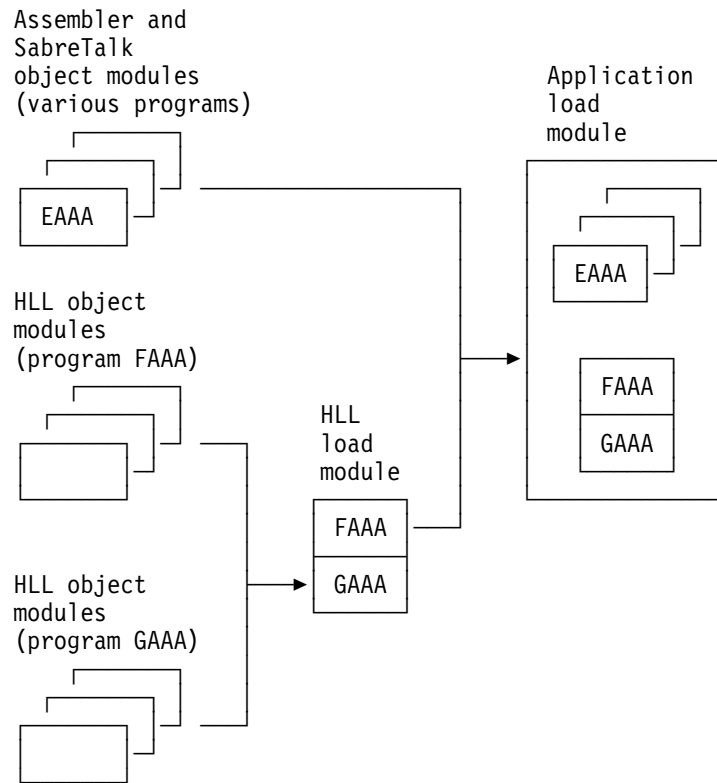 Assembler and
SabreTalk
object modules
(various programs)
EAAA
Application
load
module
EAAA
FAAA
GAAA
HLL object
modules
(program FAAA)
HLL
load
module
FAAA
GAAA
HLL object
modules
(program GAAA)